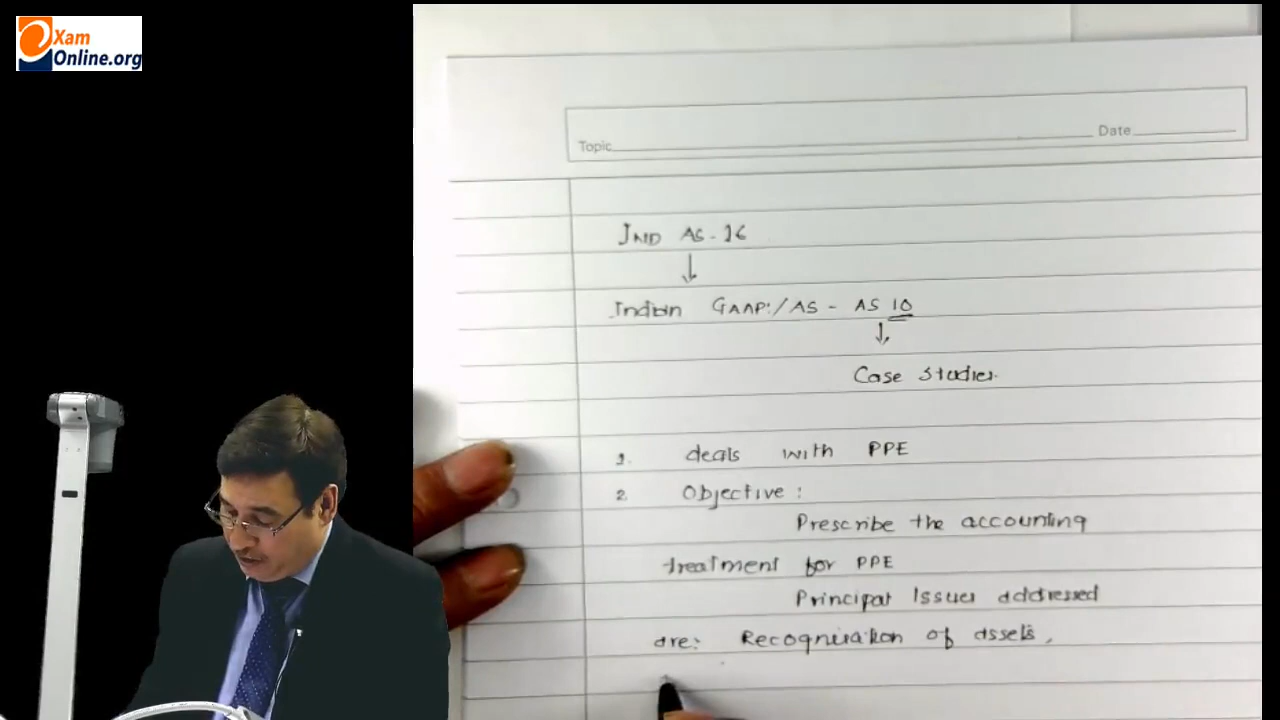 Xam
Online.org
Topic
Date
IND AS - 16
Indian GAAP:/AS - AS 10
Case Studies.
1. deals with PPE
2. Objective :
Prescribe the accounting
treatment for PPE
Principal Issues addressed
are: Recognisation of assets,